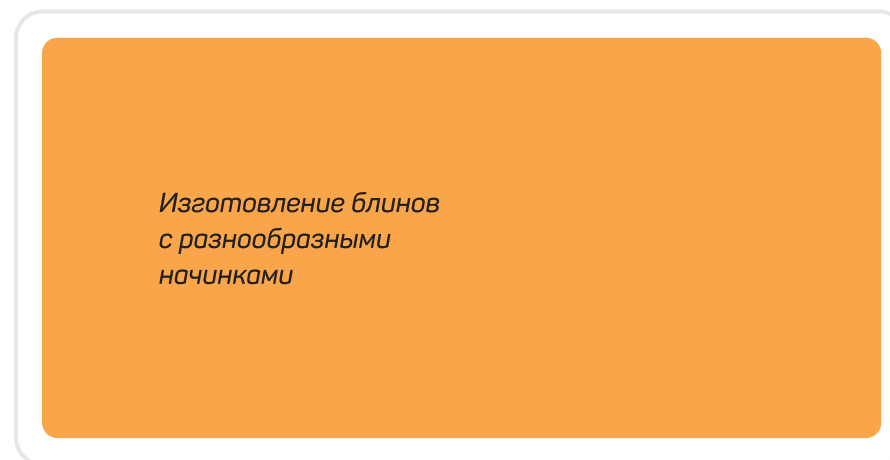 Изготовление блинов
с разнообразными
начинками